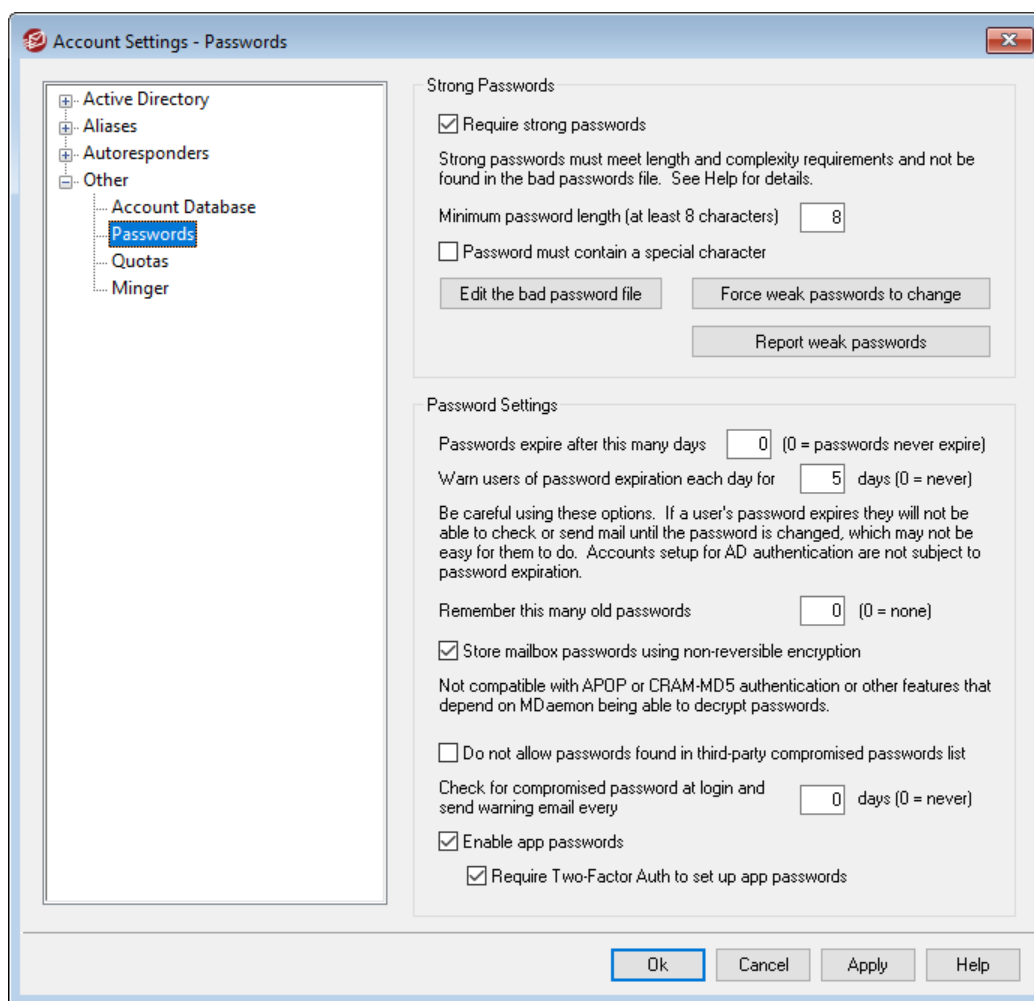 Account Settings - Passwords
Active Directory
Aliases
Autoresponders
Other
Account Database
Passwords
Quotas
Minger
Strong Passwords
Require strong passwords
Strong passwords must meet length and complexity requirements and not be
found in the bad passwords file.  See Help for details.
Minimum password length (at least 8 characters) 8
Password must contain a special character
Edit the bad password file Force weak passwords to change
Report weak passwords
Password Settings
Passwords expire after this many days 0 (0 = passwords never expire)
Warn users of password expiration each day for 5 days (0 = never)
Be careful using these options.  If a user's password expires they will not be
able to check or send mail until the password is changed, which may not be
easy for them to do.  Accounts setup for AD authentication are not subject to
password expiration.
Remember this many old passwords 0 (0 = none)
Store mailbox passwords using non-reversible encryption
Not compatible with APOP or CRAM-MD5 authentication or other features that
depend on MDaemon being able to decrypt passwords.
Do not allow passwords found in third-party compromised passwords list
Check for compromised password at login and
send warning email every 0 days (0 = never)
Enable app passwords
Require Two-Factor Auth to set up app passwords
Ok Cancel Apply Help